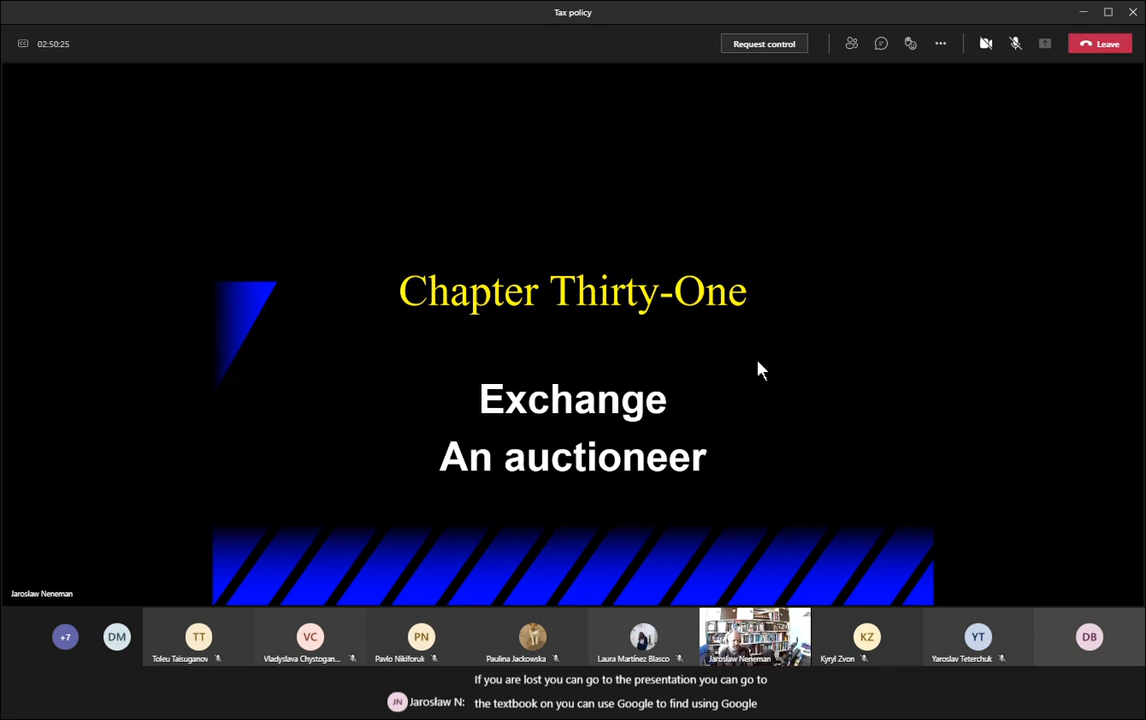 Tax policy
02:50:25
Request control
Leave
Chapter Thirty-One
Exchange
An auctioneer
Jarosław Neneman
+7
DM
TT
VC
PN
KZ
YT
DB
Toleu Taisuganov
Vladyslava Chystogan...
Pavlo Nikiforuk
Paulina Jackowska
Laura Martínez Blasco
Jarosław Neneman
Kyryl Zvon
Yaroslav Teterchuk
If you are lost you can go to the presentation you can go to
JN Jarosław N: the textbook on you can use Google to find using Google